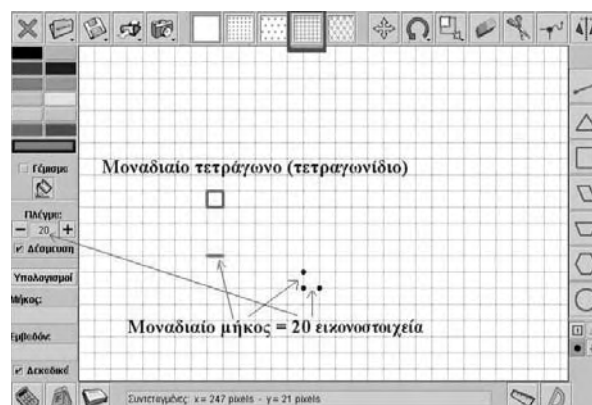 Γέμισμα
Μοναδιαίο τετράγωνο (τετραγωνίδιο)
Πλέγμα:
− 20 +
Δέσμευση
Υπολογισμοί
Μήκος:
Μοναδιαίο μήκος = 20 εικονοστοιχεία
Εμβαδόν:
Δεκαδικά
Συντεταγμένες: x = 247 pixels - y = 21 pixels